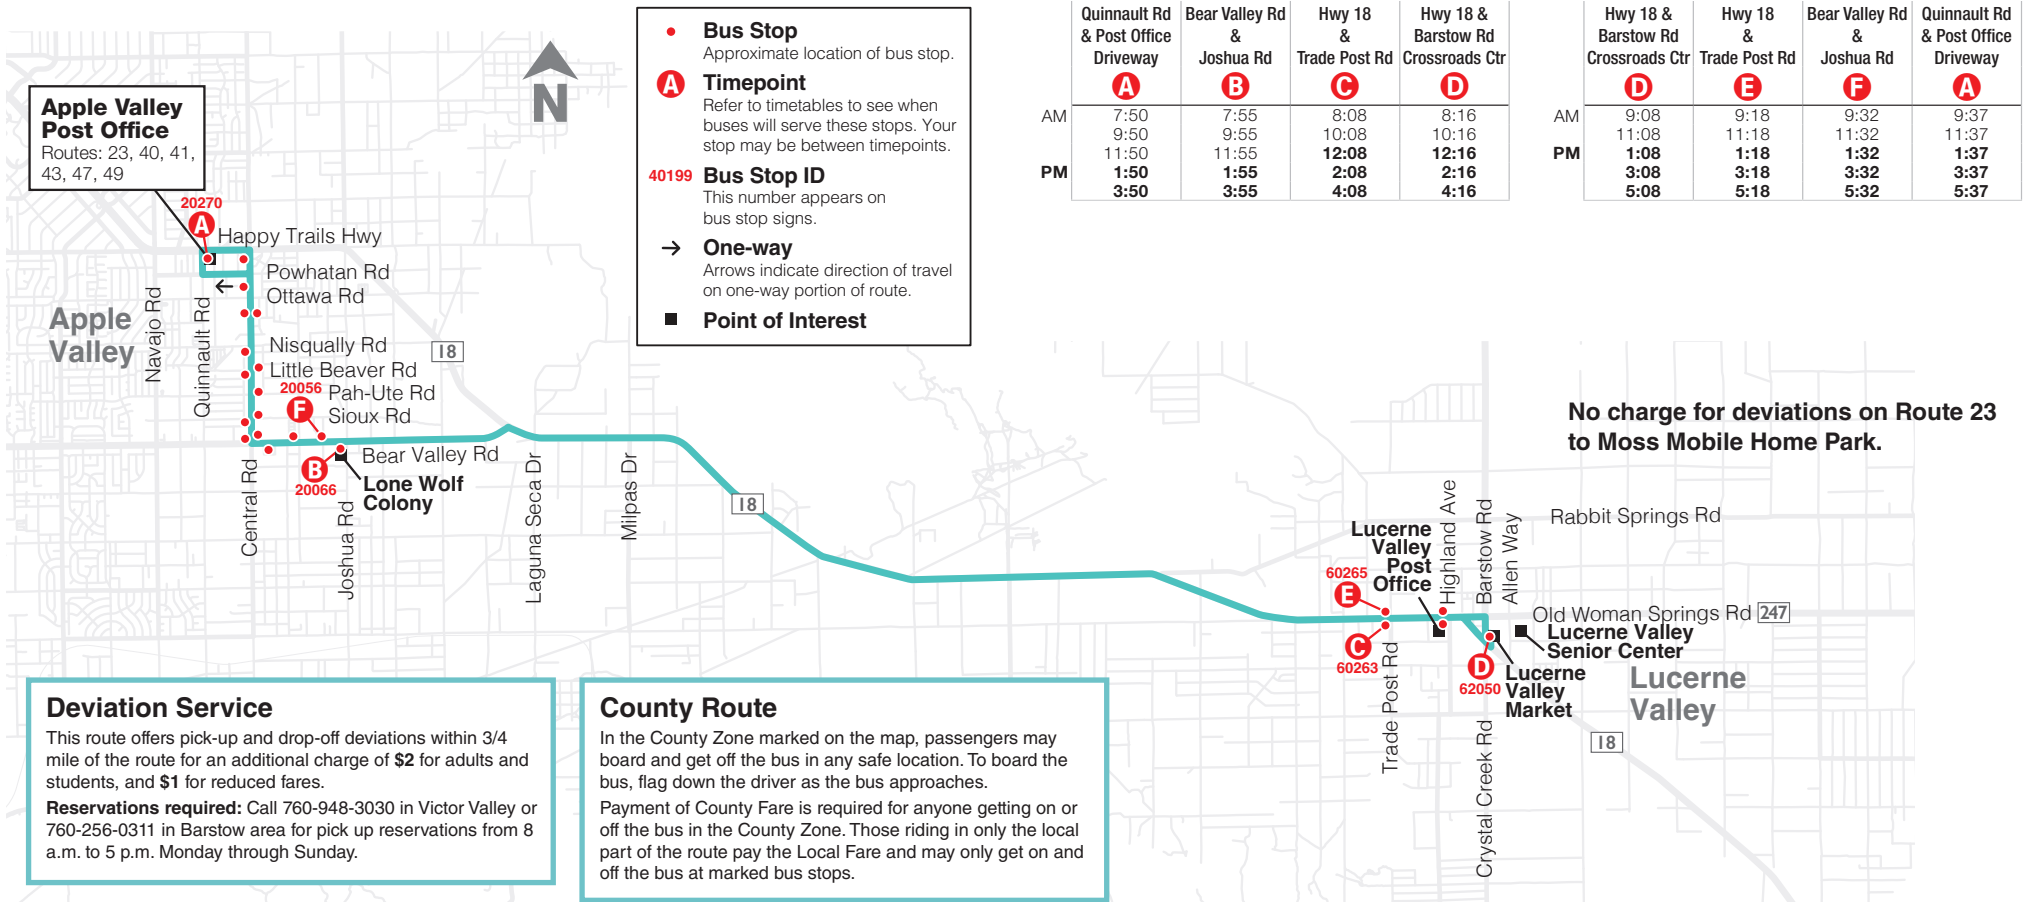 Bus Stop
Approximate location of bus stop.
A Timepoint
Refer to timetables to see when
buses will serve these stops. Your
stop may be between timepoints.
40199 Bus Stop ID
This number appears on
bus stop signs.
One-way
Arrows indicate direction of travel
on one-way portion of route.
Point of Interest
N
Quinnault Rd
& Post Office
Driveway
A
Bear Valley Rd
&
Joshua Rd
B
Hwy 18
&
Trade Post Rd
C
Hwy 18 &
Barstow Rd
Crossroads Ctr
D
AM 7:50 7:55 8:08 8:16
9:50 9:55 10:08 10:16
11:50 11:55 12:08 12:16
PM 1:50 1:55 2:08 2:16
3:50 3:55 4:08 4:16
Hwy 18 &
Barstow Rd
Crossroads Ctr
D
Hwy 18
&
Trade Post Rd
E
Bear Valley Rd
&
Joshua Rd
F
Quinnault Rd
& Post Office
Driveway
A
AM 9:08 9:18 9:32 9:37
11:08 11:18 11:32 11:37
PM 1:08 1:18 1:32 1:37
3:08 3:18 3:32 3:37
5:08 5:18 5:32 5:37
Apple Valley
Post Office
Routes: 23, 40, 41,
43, 47, 49
20270
A
Happy Trails Hwy
Powhatan Rd
Ottawa Rd
Apple
Valley
Navajo Rd
Quinnault Rd
Nisqually Rd
Little Beaver Rd
Pah-Ute Rd
Sioux Rd
18
20056
F
B
20066
Bear Valley Rd
Lone Wolf
Colony
Central Rd
Joshua Rd
Laguna Seca Dr
Milpas Dr
18
No charge for deviations on Route 23
to Moss Mobile Home Park.
Lucerne
Valley
Post
Office
Highland Ave
Barstow Rd
Allen Way
Rabbit Springs Rd
60265
E
C
60263
Old Woman Springs Rd 247
Lucerne Valley
Senior Center
D
62050
Lucerne
Valley
Market
Lucerne
Valley
Trade Post Rd
Crystal Creek Rd
18
Deviation Service
This route offers pick-up and drop-off deviations within 3/4
mile of the route for an additional charge of $2 for adults and
students, and $1 for reduced fares.
Reservations required: Call 760-948-3030 in Victor Valley or
760-256-0311 in Barstow area for pick up reservations from 8
a.m. to 5 p.m. Monday through Sunday.
County Route
In the County Zone marked on the map, passengers may
board and get off the bus in any safe location. To board the
bus, flag down the driver as the bus approaches.
Payment of County Fare is required for anyone getting on or
off the bus in the County Zone. Those riding in only the local
part of the route pay the Local Fare and may only get on and
off the bus at marked bus stops.